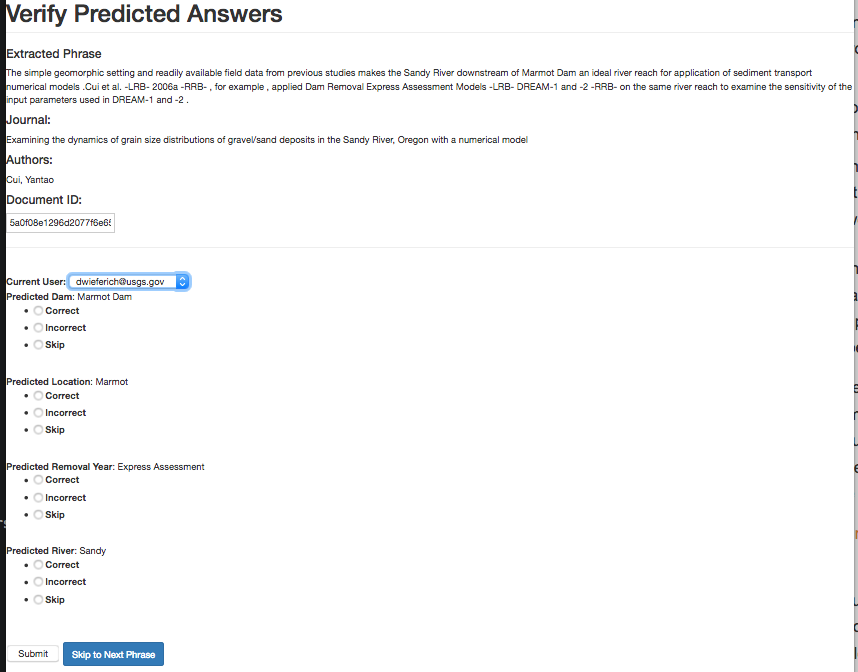 Verify Predicted Answers
Extracted Phrase
The simple geomorphic setting and readily available field data from previous studies makes the Sandy River downstream of Marmot Dam an ideal river reach for application of sediment transport
numerical models .Cui et al. -LRB- 2006a -RRB- , for example , applied Dam Removal Express Assessment Models -LRB- DREAM-1 and -2 -RRB- on the same river reach to examine the sensitivity of the
input parameters used in DREAM-1 and -2 .
Journal:
Examining the dynamics of grain size distributions of gravel/sand deposits in the Sandy River, Oregon with a numerical model
Authors:
Cui, Yantao
Document ID:
5a0f08e1296d2077f6e6
Current User: dwieferich@usgs.gov
Predicted Dam: Marmot Dam
Correct
Incorrect
Skip
Predicted Location: Marmot
Correct
Incorrect
Skip
Predicted Removal Year: Express Assessment
Correct
Incorrect
Skip
Predicted River: Sandy
Correct
Incorrect
Skip
Submit
Skip to Next Phrase